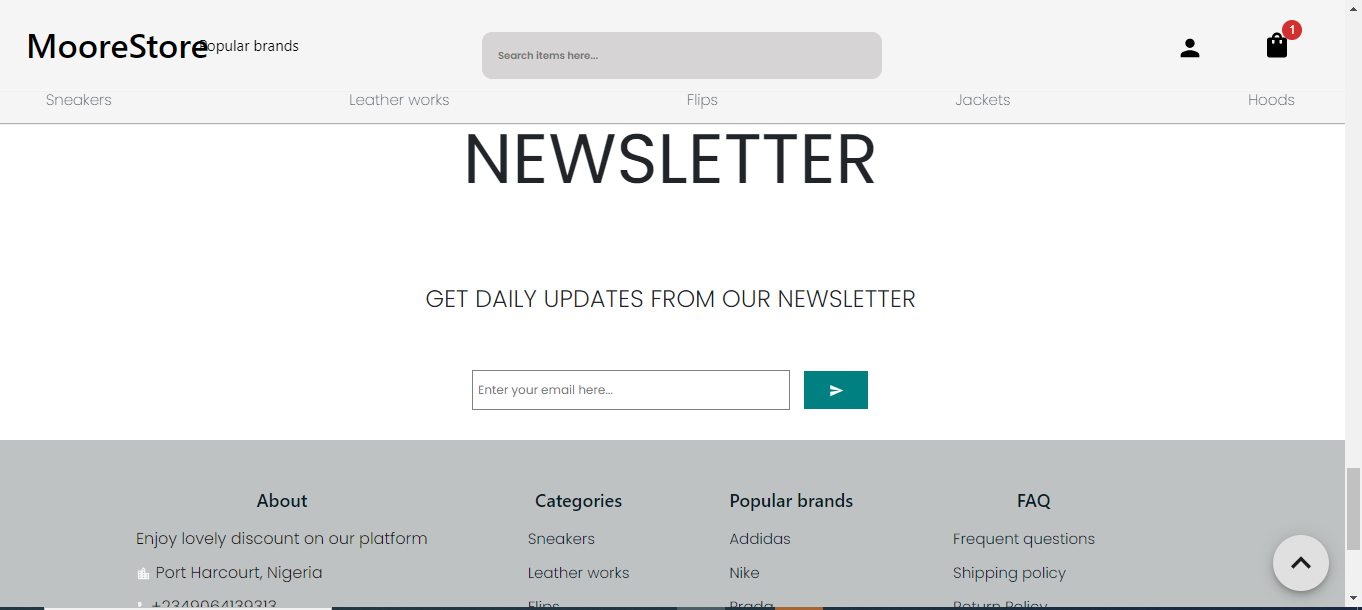 MooreStore Popular brands
Search items here...
1
Sneakers Leather works Flips Jackets Hoods
NEWSLETTER
GET DAILY UPDATES FROM OUR NEWSLETTER
Enter your email here...
About Categories Popular brands FAQ
Enjoy lovely discount on our platform Sneakers Addidas Frequent questions
Port Harcourt, Nigeria Leather works Nike Shipping policy
+2349064139313 Flips Prada Return Policy